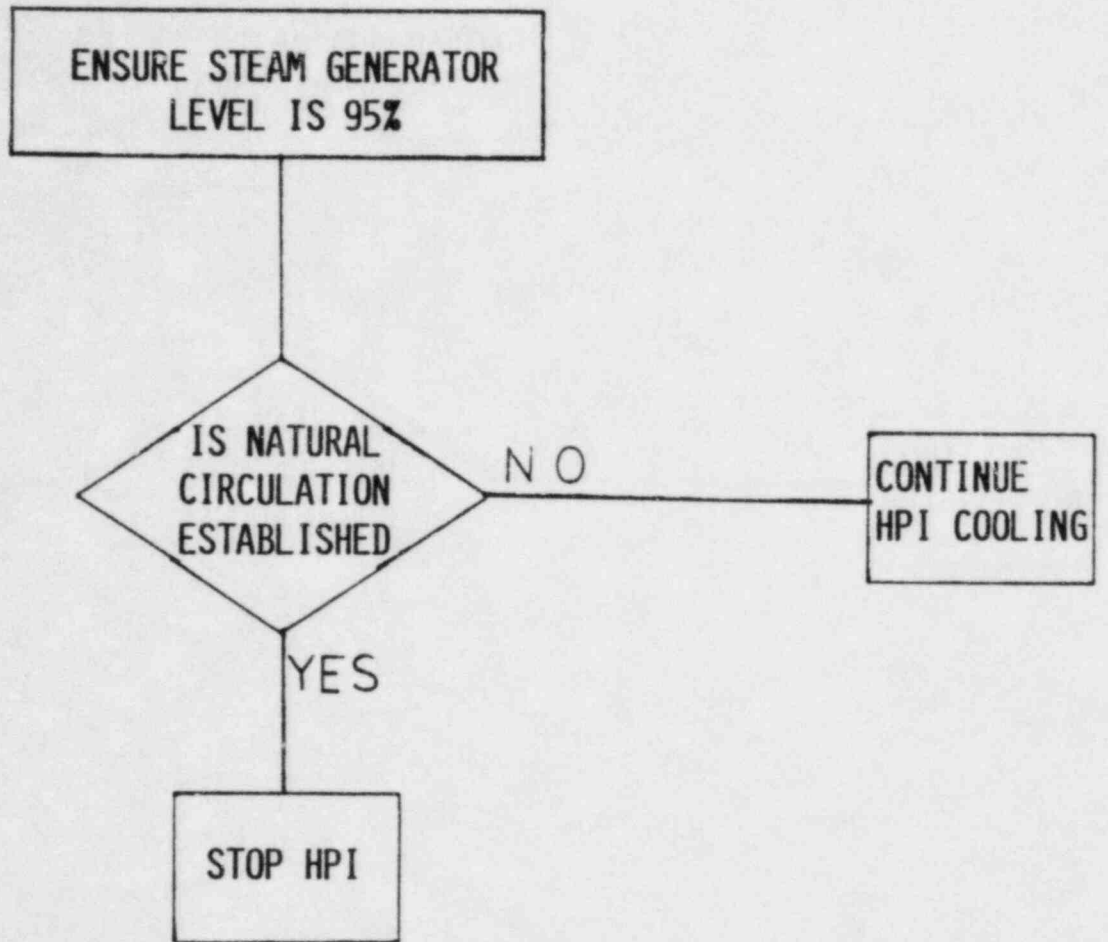 ENSURE STEAM GENERATOR
LEVEL IS 95%
IS NATURAL
CIRCULATION
ESTABLISHED
NO
CONTINUE
HPI COOLING
YES
STOP HPI